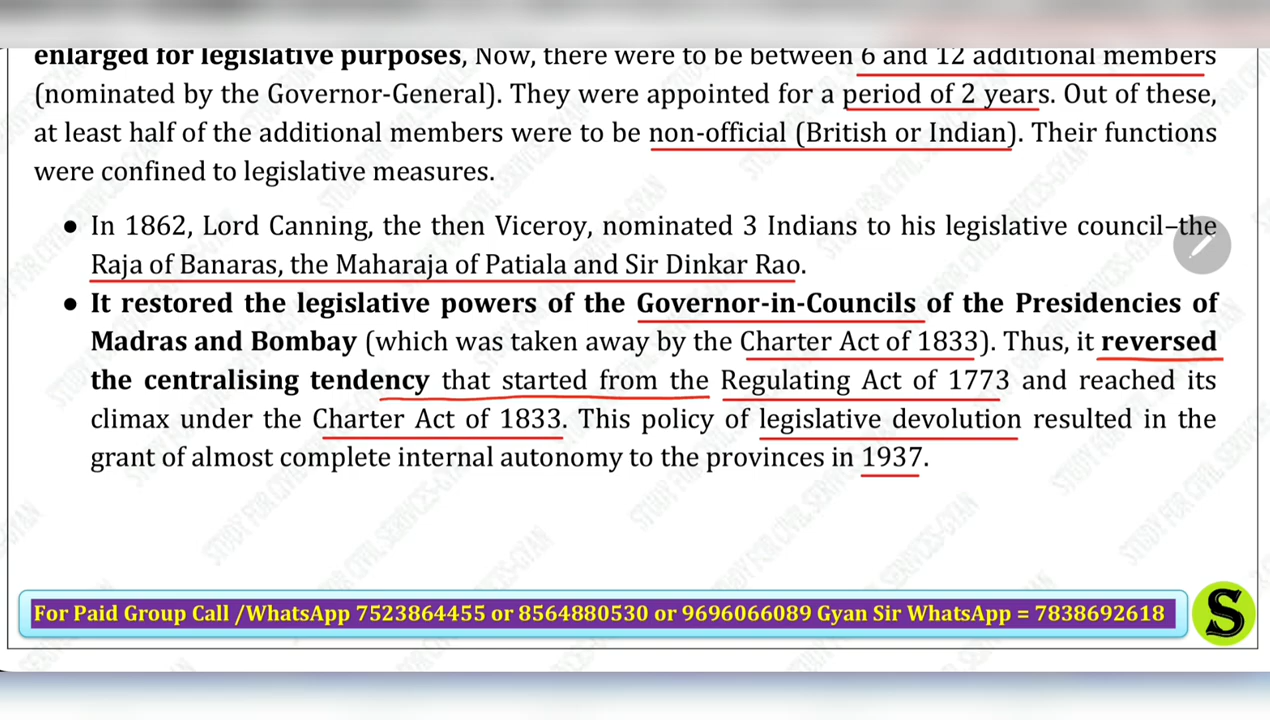 enlarged for legislative purposes, Now, there were to be between 6 and 12 additional members
(nominated by the Governor-General). They were appointed for a period of 2 years. Out of these,
at least half of the additional members were to be non-official (British or Indian). Their functions
were confined to legislative measures.
● In 1862, Lord Canning, the then Viceroy, nominated 3 Indians to his legislative council–the
Raja of Banaras, the Maharaja of Patiala and Sir Dinkar Rao.
● It restored the legislative powers of the Governor-in-Councils of the Presidencies of
Madras and Bombay (which was taken away by the Charter Act of 1833). Thus, it reversed
the centralising tendency that started from the Regulating Act of 1773 and reached its
climax under the Charter Act of 1833. This policy of legislative devolution resulted in the
grant of almost complete internal autonomy to the provinces in 1937.
For Paid Group Call /WhatsApp 7523864455 or 8564880530 or 9696066089 Gyan Sir WhatsApp = 7838692618
S
STUDY FOR CIVIL SERVICES-GYAN